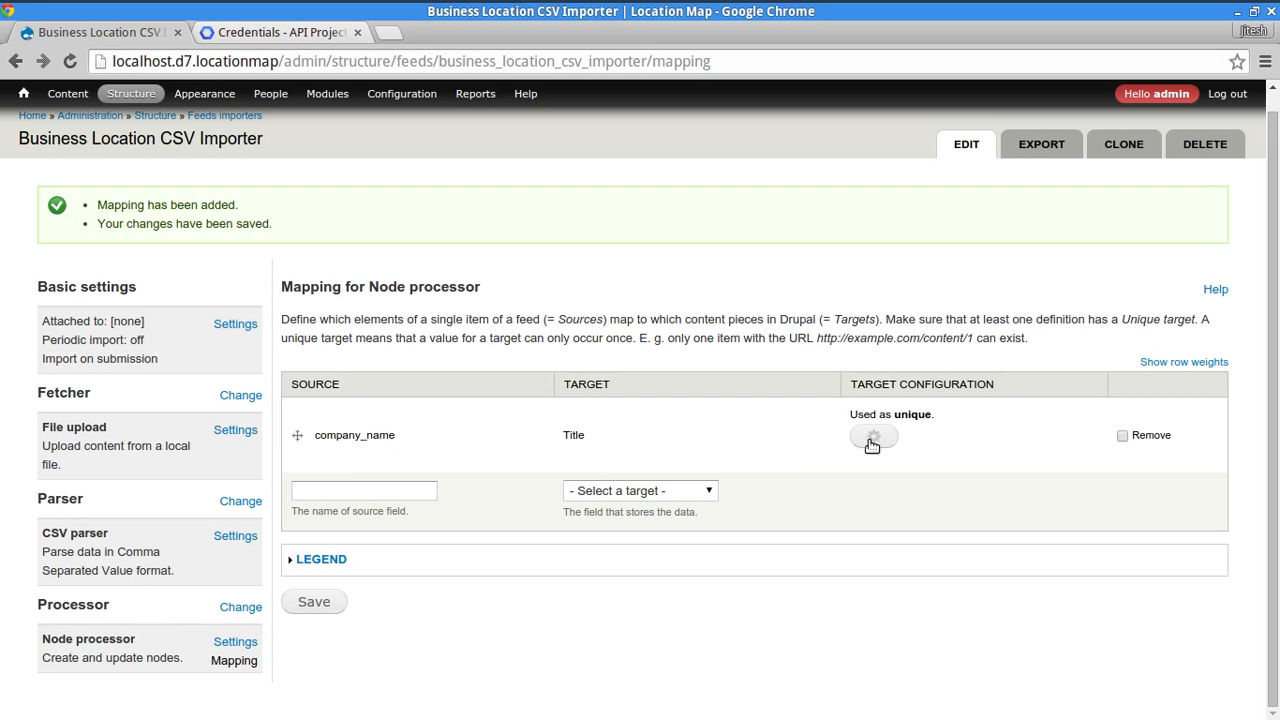 Business Location CSV Importer | Location Map - Google Chrome
Business Location CSV I
Credentials - API Project
Jitesh
localhost.d7.locationmap/admin/structure/feeds/business_location_csv_importer/mapping
Content Structure Appearance People Modules Configuration Reports Help
Hello admin Log out
Home » Administration » Structure » Feeds importers
Business Location CSV Importer
EDIT EXPORT CLONE DELETE
Mapping has been added.
Your changes have been saved.
Basic settings
Attached to: [none] Settings
Periodic import: off
Import on submission
Fetcher Change
File upload Settings
Upload content from a local
file.
Parser Change
CSV parser Settings
Parse data in Comma
Separated Value format.
Processor Change
Node processor Settings
Create and update nodes. Mapping
Mapping for Node processor
Help
Define which elements of a single item of a feed (= Sources) map to which content pieces in Drupal (= Targets). Make sure that at least one definition has a Unique target. A
unique target means that a value for a target can only occur once. E. g. only one item with the URL http://example.com/content/1 can exist.
Show row weights
SOURCE TARGET TARGET CONFIGURATION
Used as unique.
company_name Title Remove
- Select a target -
The name of source field. The field that stores the data.
LEGEND
Save